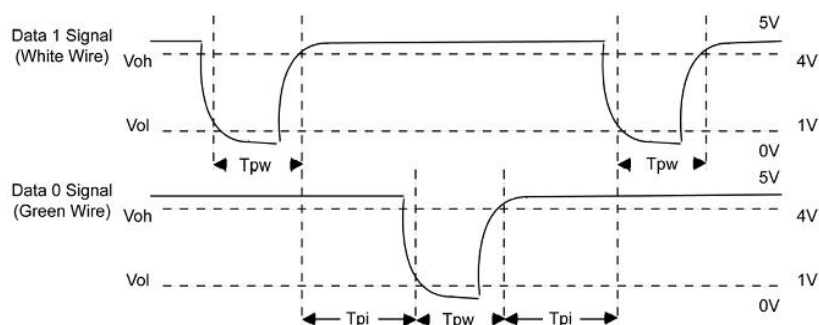 Data 1 Signal
(White Wire)
5V
Voh
4V
Vol
1V
0V
Tpw
Tpw
Data 0 Signal
(Green Wire)
5V
Voh
4V
Vol
1V
0V
Tpi
Tpw
Tpi